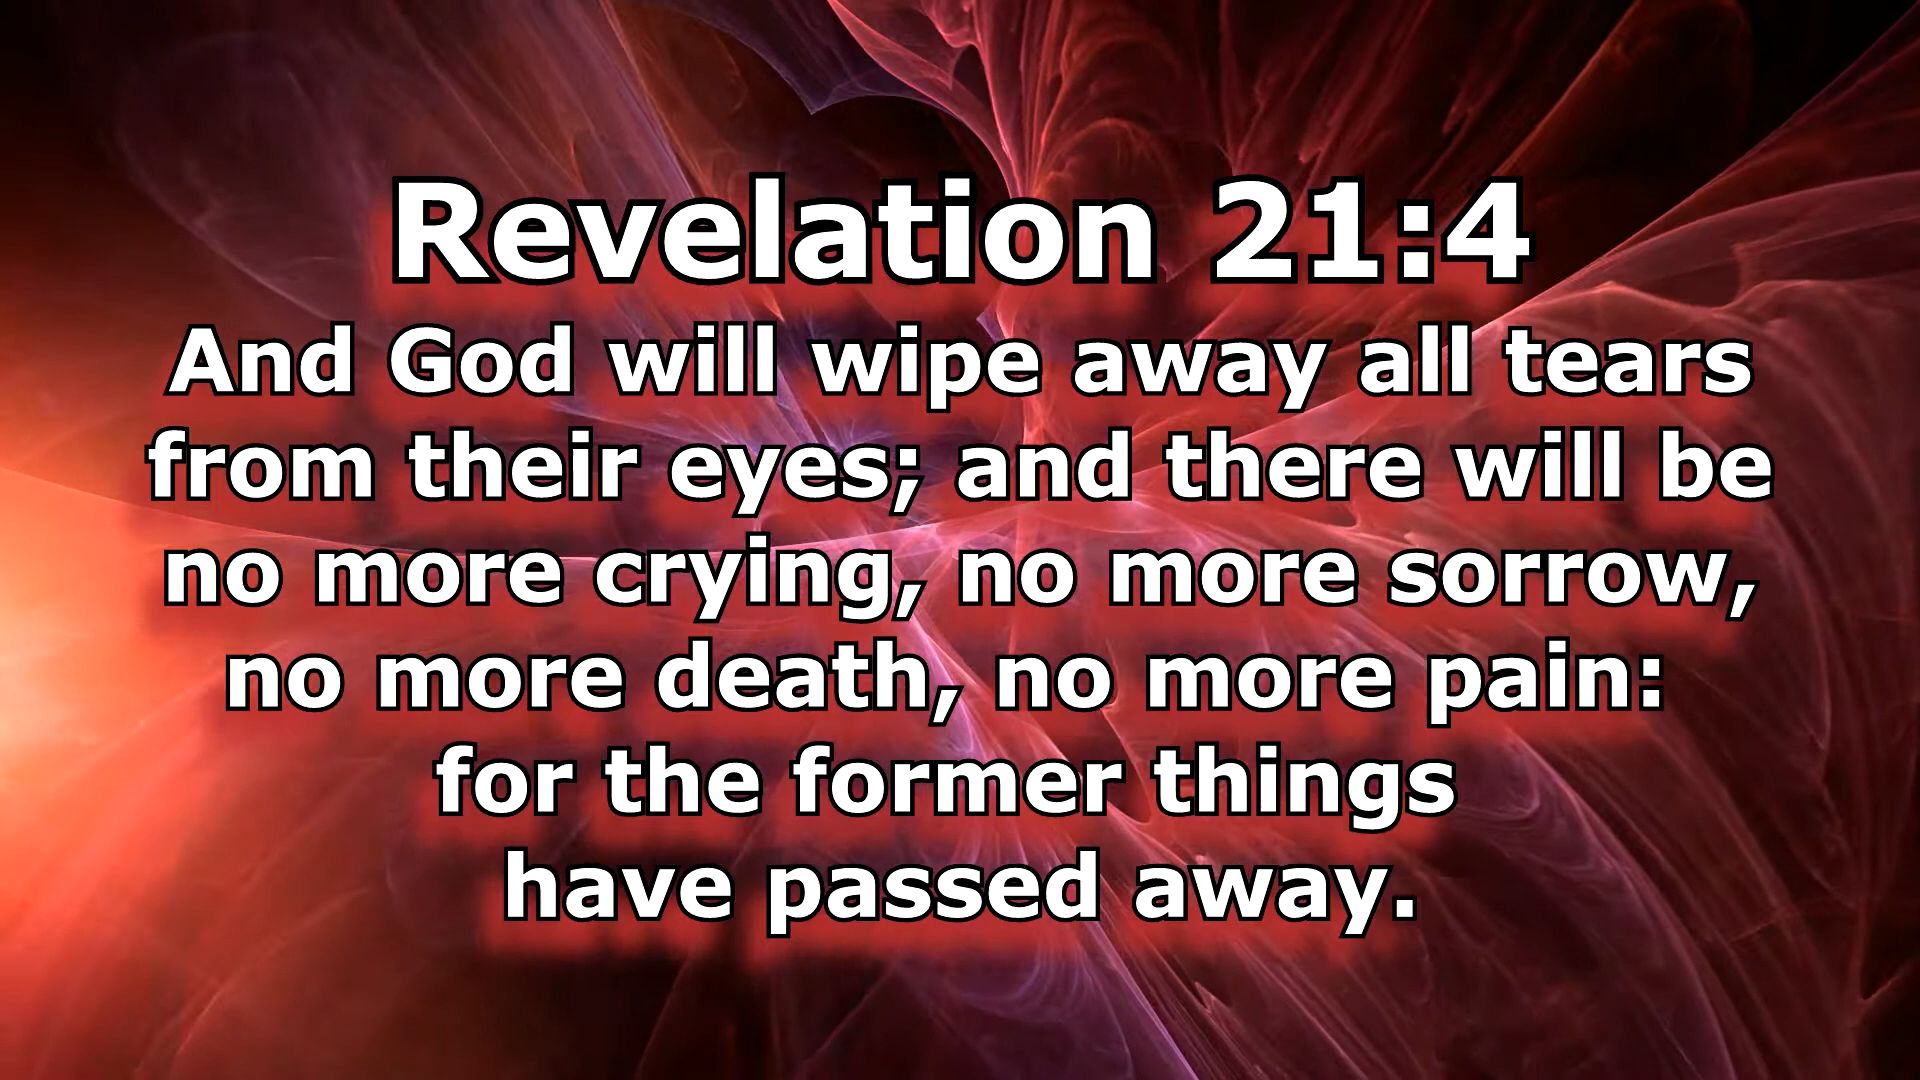 Revelation 21:4
And God will wipe away all tears
from their eyes; and there will be
no more crying, no more sorrow,
no more death, no more pain:
for the former things
have passed away.